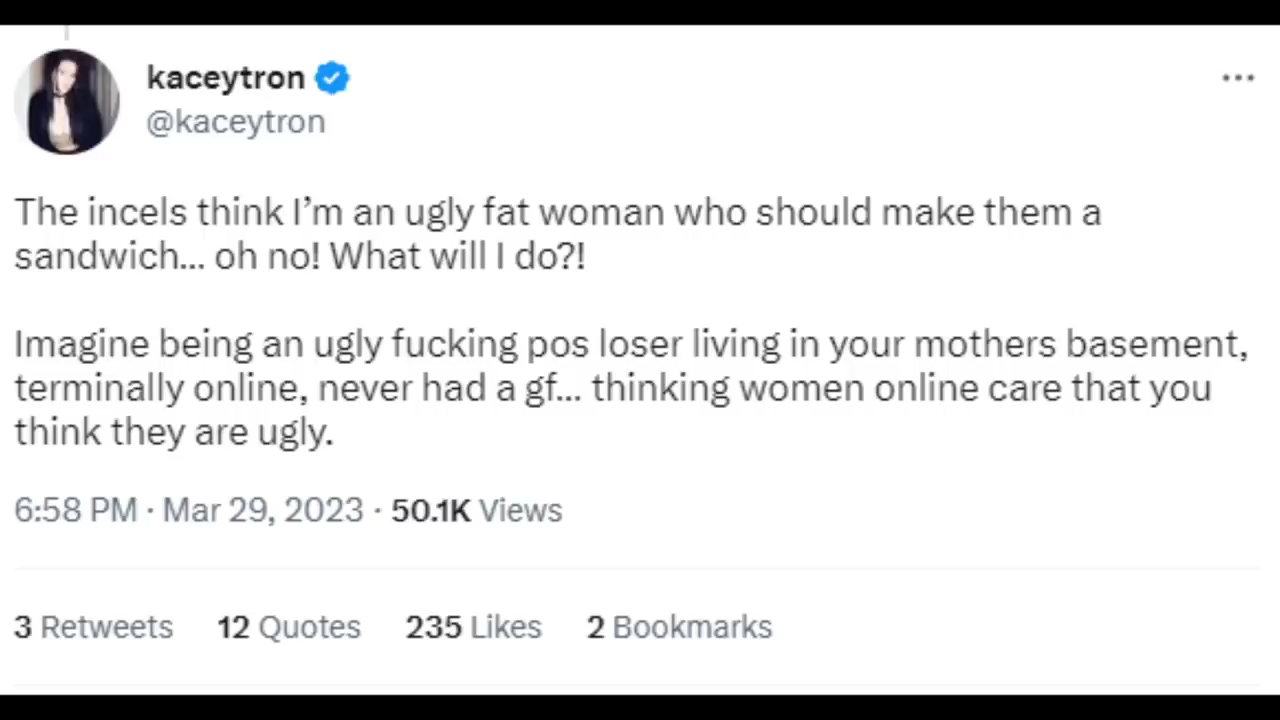 kaceytron
@kaceytron
The incels think I’m an ugly fat woman who should make them a
sandwich... oh no! What will I do?!
Imagine being an ugly fucking pos loser living in your mothers basement,
terminally online, never had a gf... thinking women online care that you
think they are ugly.
6:58 PM · Mar 29, 2023 · 50.1K Views
3 Retweets 12 Quotes 235 Likes 2 Bookmarks